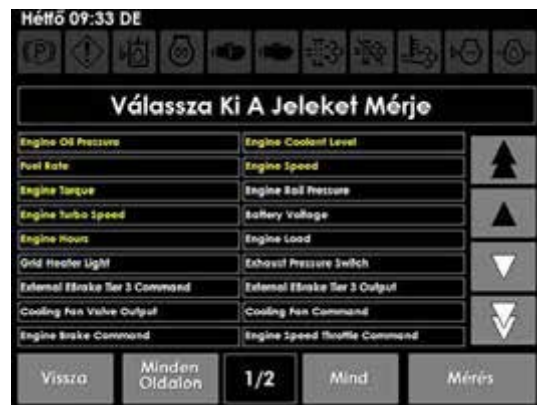 Hétfő 09:33 DE
Válassza Ki A Jeleket Mérje
Engine Oil Pressure Engine Coolant Level
Fuel Rate Engine Speed
Engine Torque Engine Rail Pressure
Engine Turbo Speed Battery Voltage
Engine Hours Engine Load
Grid Heater Light Exhaust Pressure Switch
External EBrake Tier 3 Command External EBrake Tier 3 Output
Cooling Fan Valve Output Cooling Fan Command
Engine Brake Command Engine Speed Throttle Command
Vissza Minden Oldalon 1/2 Mind Mérés